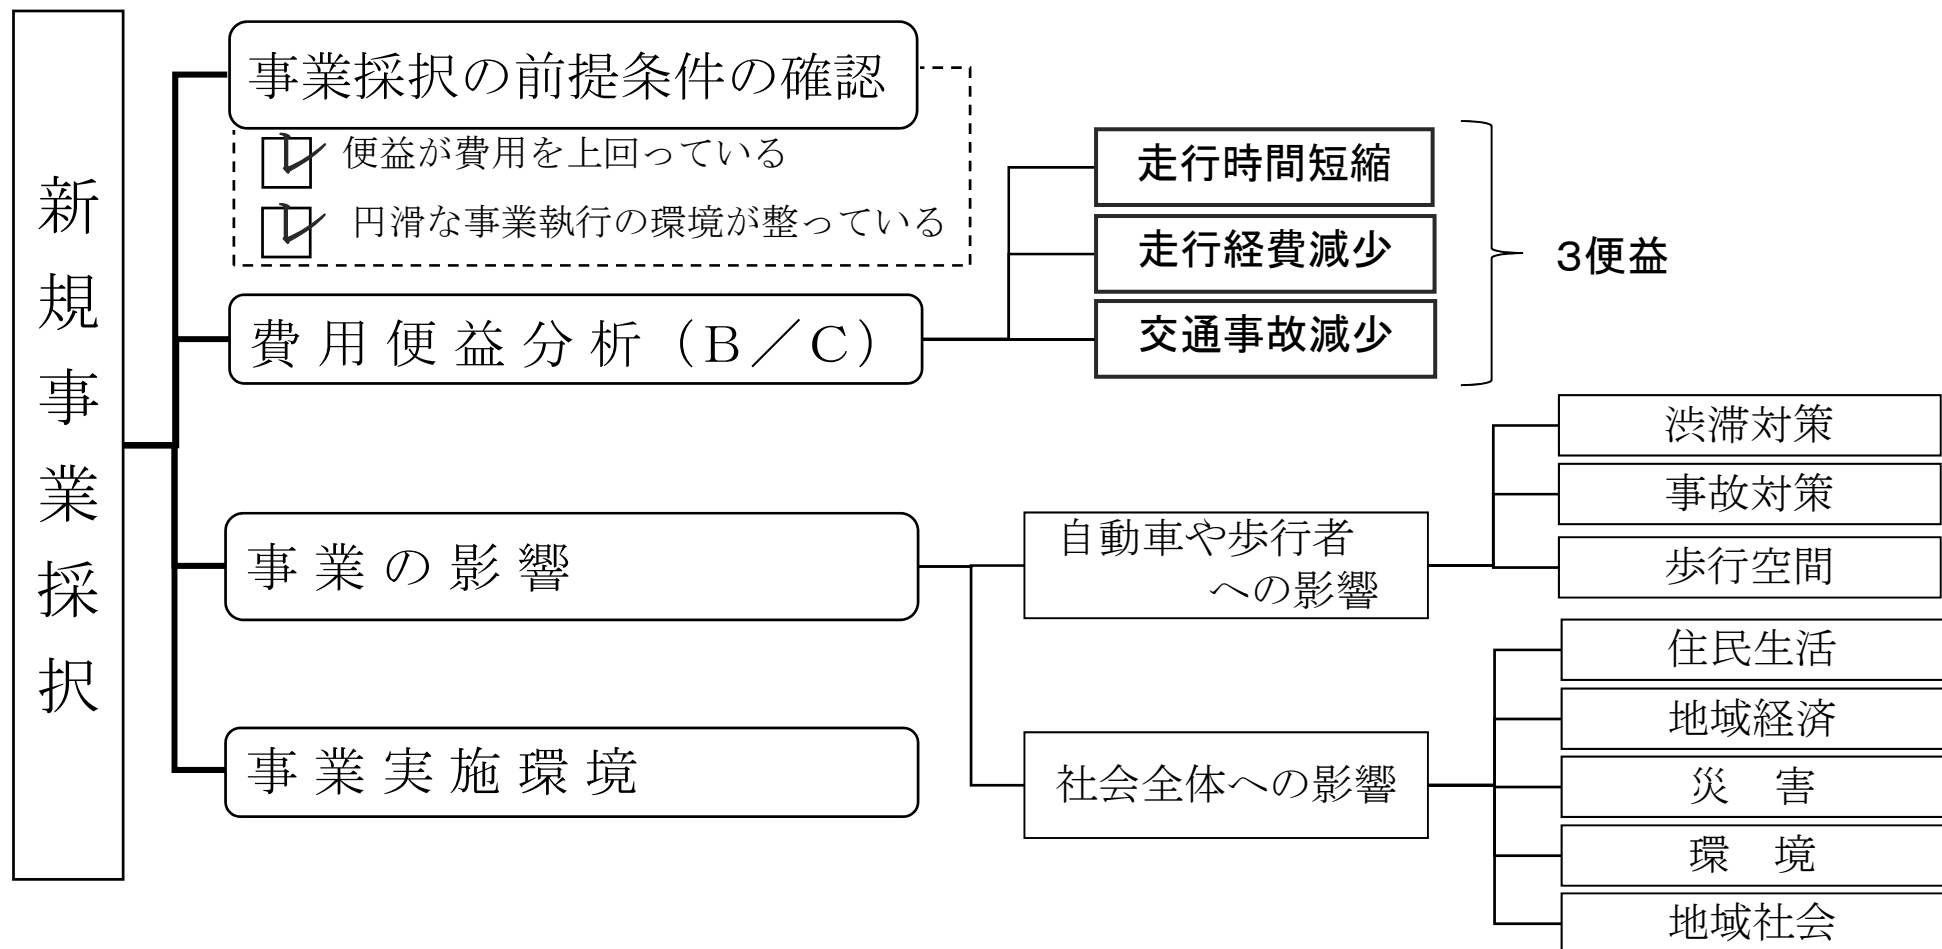 新規事業採択
事業採択の前提条件の確認
便益が費用を上回っている
円滑な事業執行の環境が整っている
費用便益分析(B/C)
走行時間短縮
走行経費減少
交通事故減少
3便益
事業の影響
自動車や歩行者
への影響
渋滞対策
事故対策
歩行空間
社会全体への影響
住民生活
地域経済
災　害
環　境
地域社会
事業実施環境